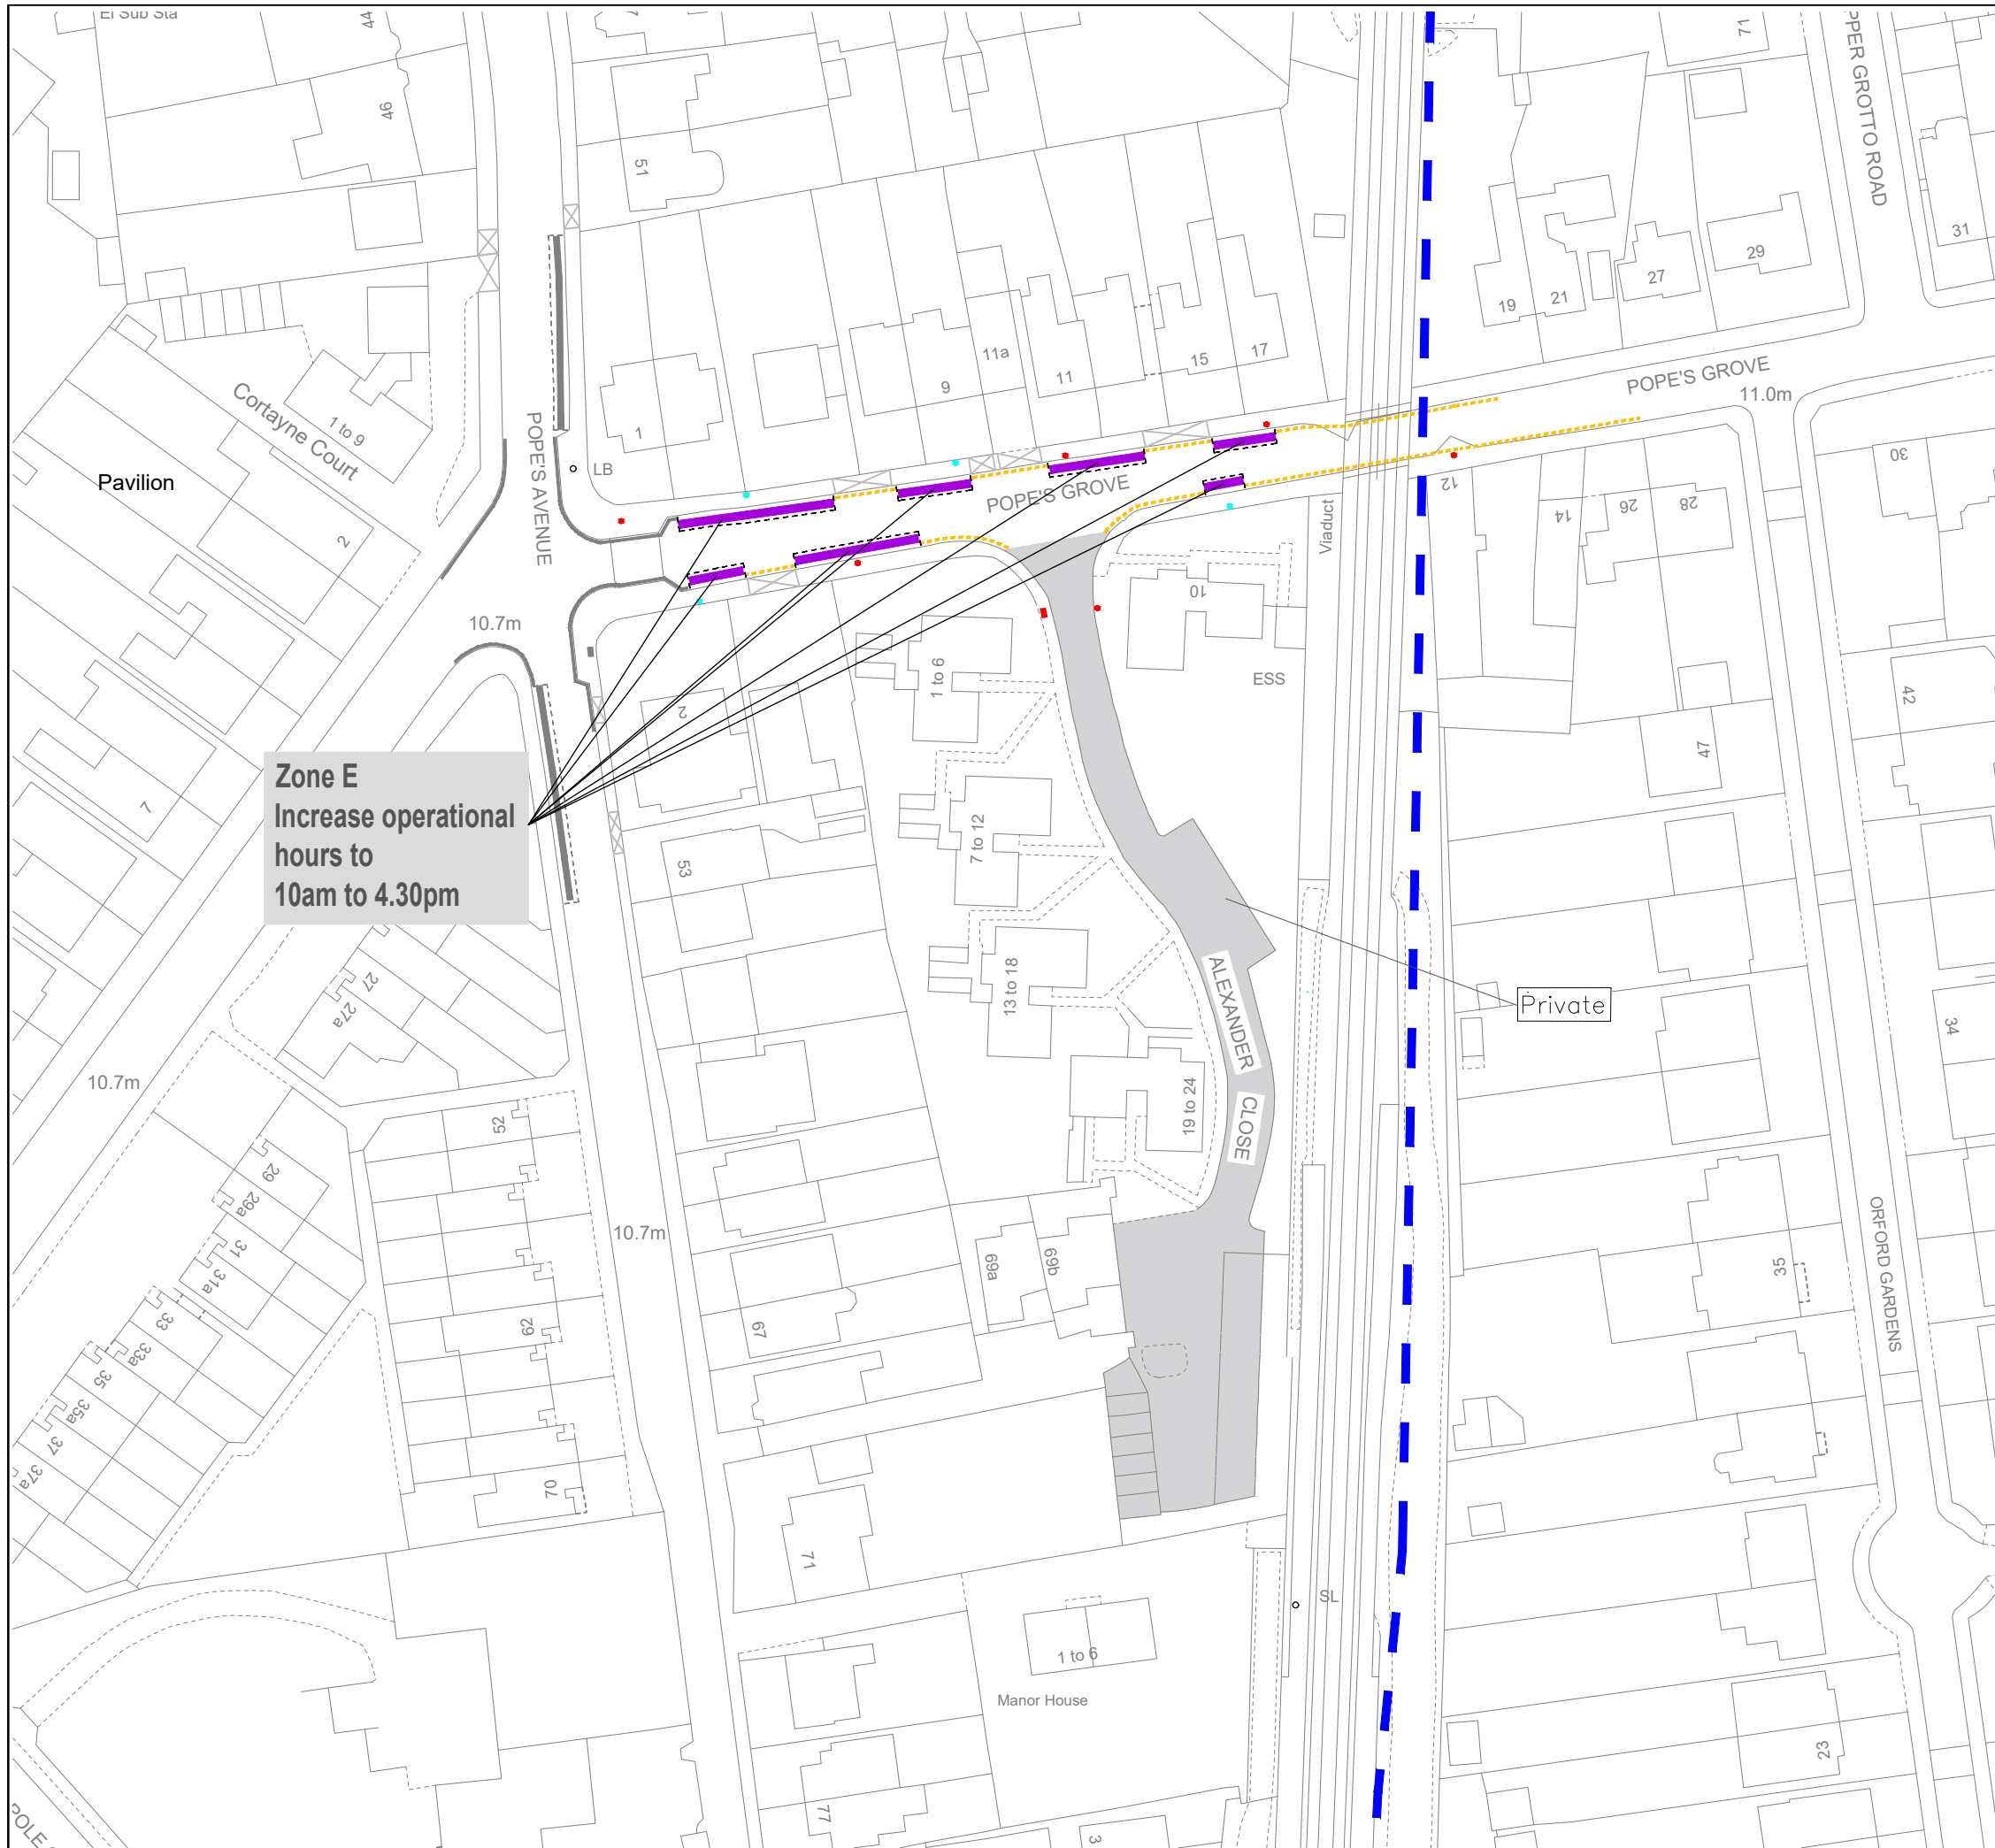 El Sub Sta
44
46
51
71
UPPER GROTTO ROAD
31
29
27
21
19
17
15
11
11a
9
1
LB
Cortayne Court
1 to 9
Pavilion
2
POPE'S AVENUE
POPE'S GROVE
POPE'S GROVE
11.0m
Viaduct
12
14
26
28
30
10
10.7m
1 to 6
ESS
2
42
47
Zone E
Increase operational
hours to
10am to 4.30pm
7
53
7 to 12
13 to 18
27
27a
ALEXANDER
CLOSE
Private
34
10.7m
19 to 24
52
29
29a
31
31a
10.7m
69a
69b
35
ORFORD GARDENS
33
33a
62
67
35
35a
37
37a
70
71
SL
1 to 6
Manor House
23
77
3